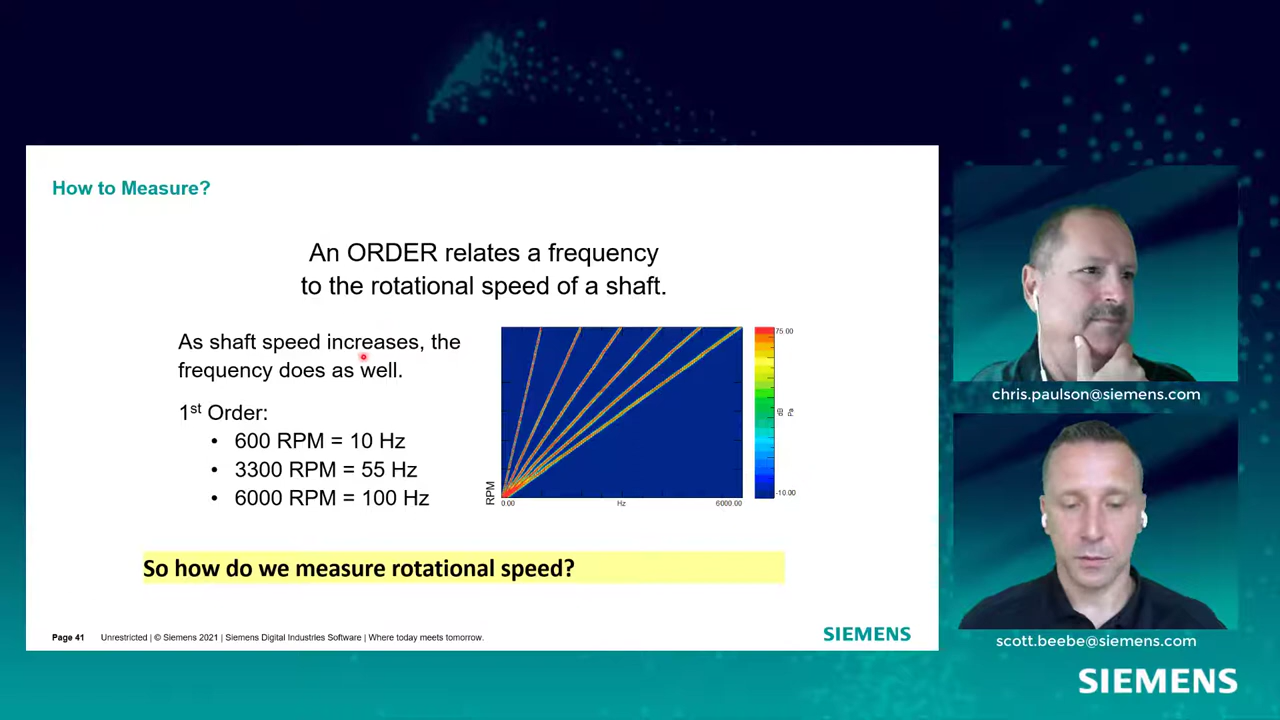 How to Measure?
An ORDER relates a frequency
to the rotational speed of a shaft.
As shaft speed increases, the
frequency does as well.
1st Order:
• 600 RPM = 10 Hz
• 3300 RPM = 55 Hz
• 6000 RPM = 100 Hz
75.00
dB
Pa
-10.00
RPM
0.00
Hz
6000.00
So how do we measure rotational speed?
Page 41 Unrestricted | © Siemens 2021 | Siemens Digital Industries Software | Where today meets tomorrow.
SIEMENS
chris.paulson@siemens.com
scott.beebe@siemens.com
SIEMENS